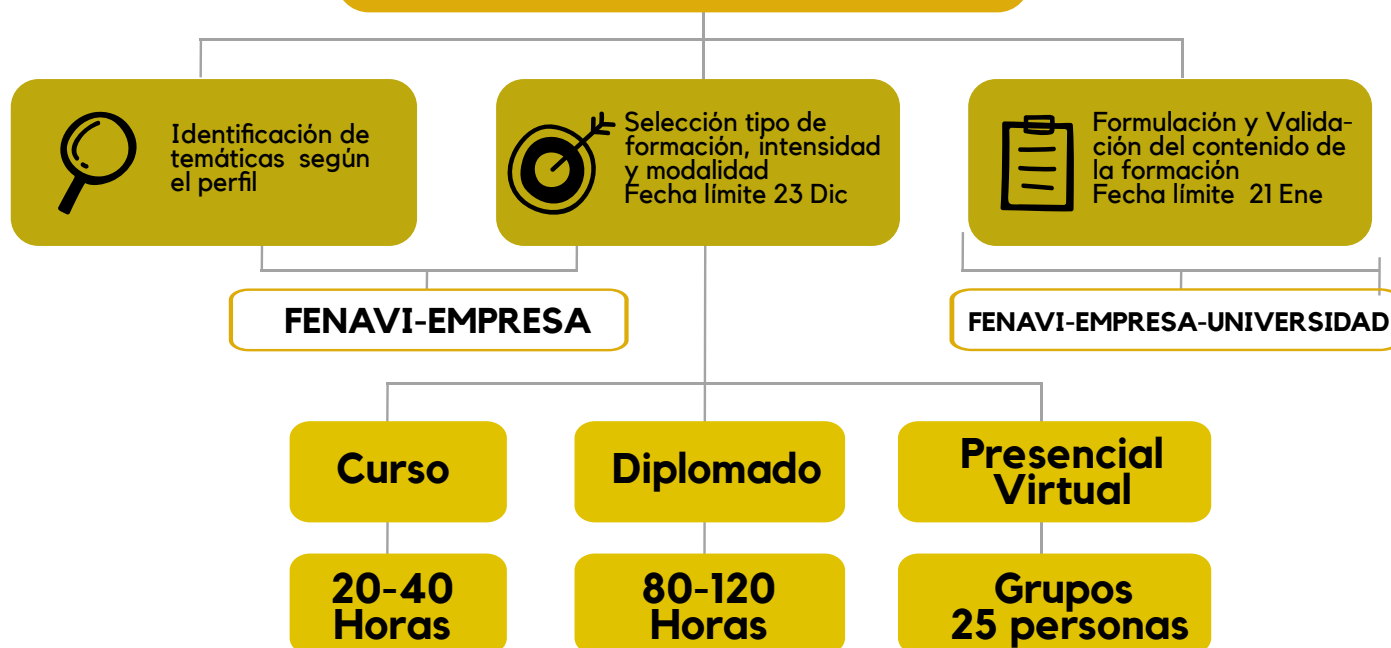 Identificación de
temáticas según
el perfil
Selección tipo de
formación, intensidad
y modalidad
Fecha límite 23 Dic
Formulación y Valida-
ción del contenido de
la formación
Fecha límite 21 Ene
FENAVI-EMPRESA
FENAVI-EMPRESA-UNIVERSIDAD
Curso
Diplomado
Presencial
Virtual
20-40
Horas
80-120
Horas
Grupos
25 personas